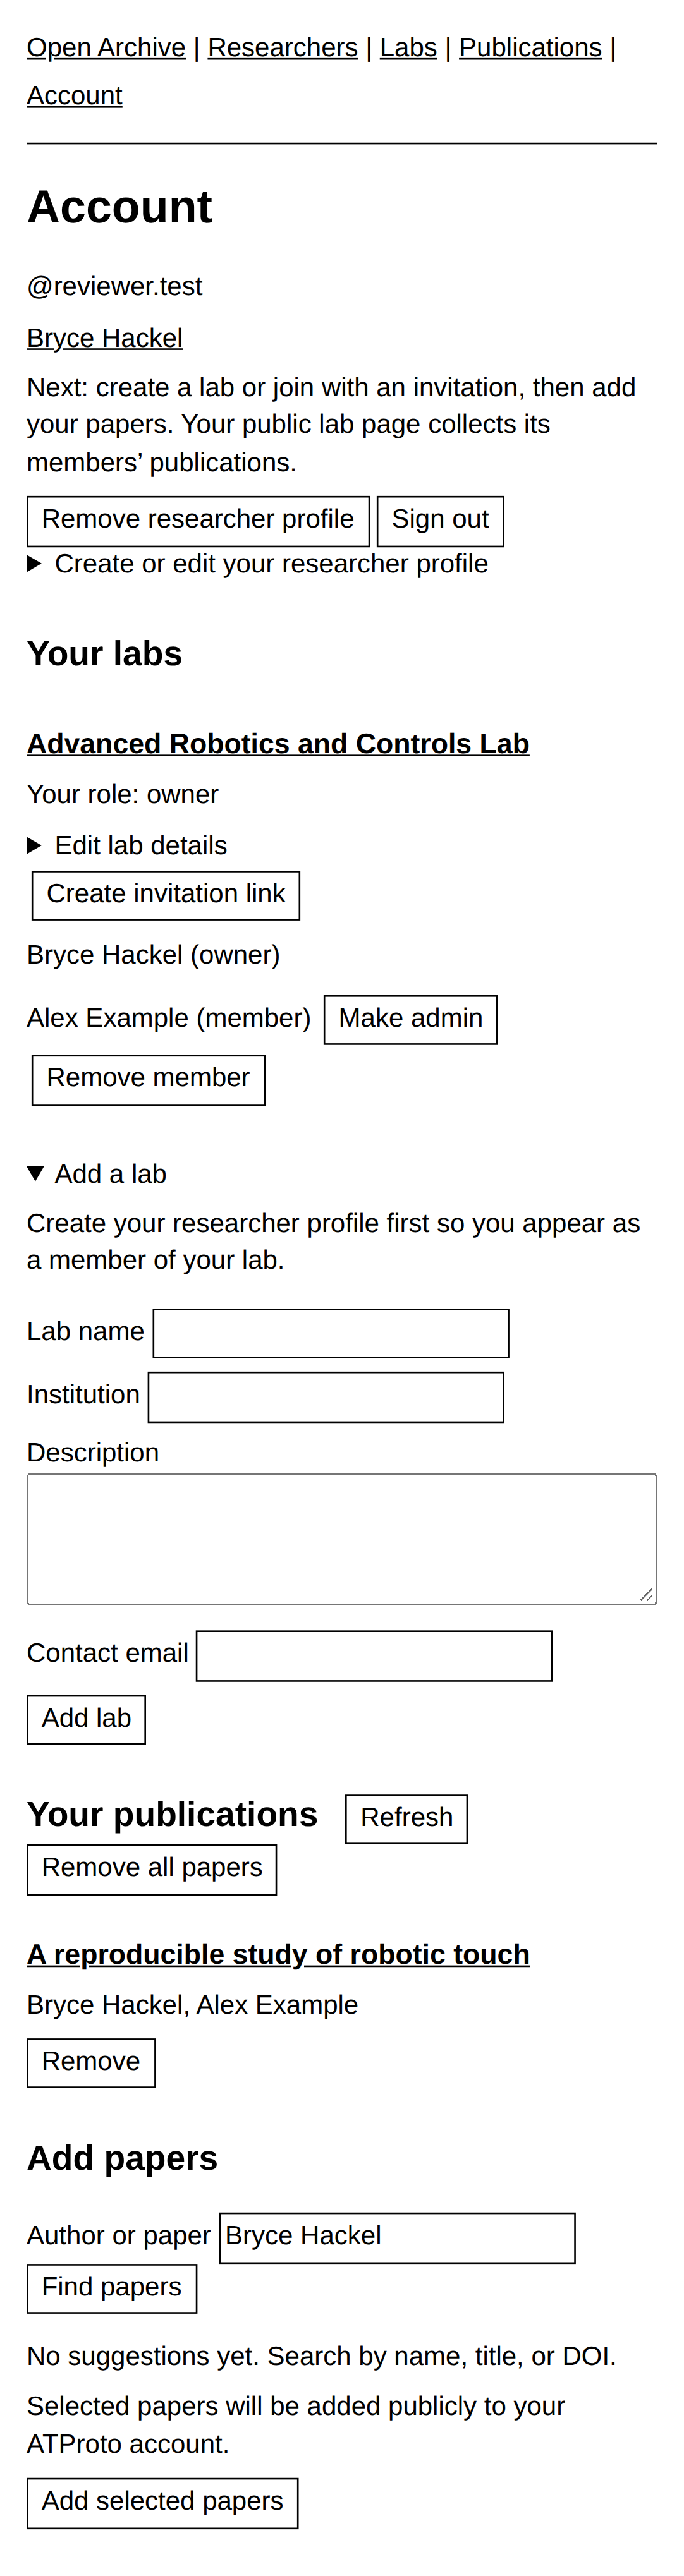 Open Archive | Researchers | Labs | Publications |
Account
Account
@reviewer.test
Bryce Hackel
Next: create a lab or join with an invitation, then add
your papers. Your public lab page collects its
members’ publications.
Remove researcher profile Sign out
Create or edit your researcher profile
Your labs
Advanced Robotics and Controls Lab
Your role: owner
Edit lab details
Create invitation link
Bryce Hackel (owner)
Alex Example (member) Make admin
Remove member
Add a lab
Create your researcher profile first so you appear as
a member of your lab.
Lab name
Institution
Description
Contact email
Add lab
Your publications Refresh
Remove all papers
A reproducible study of robotic touch
Bryce Hackel, Alex Example
Remove
Add papers
Author or paper Bryce Hackel
Find papers
No suggestions yet. Search by name, title, or DOI.
Selected papers will be added publicly to your
ATProto account.
Add selected papers